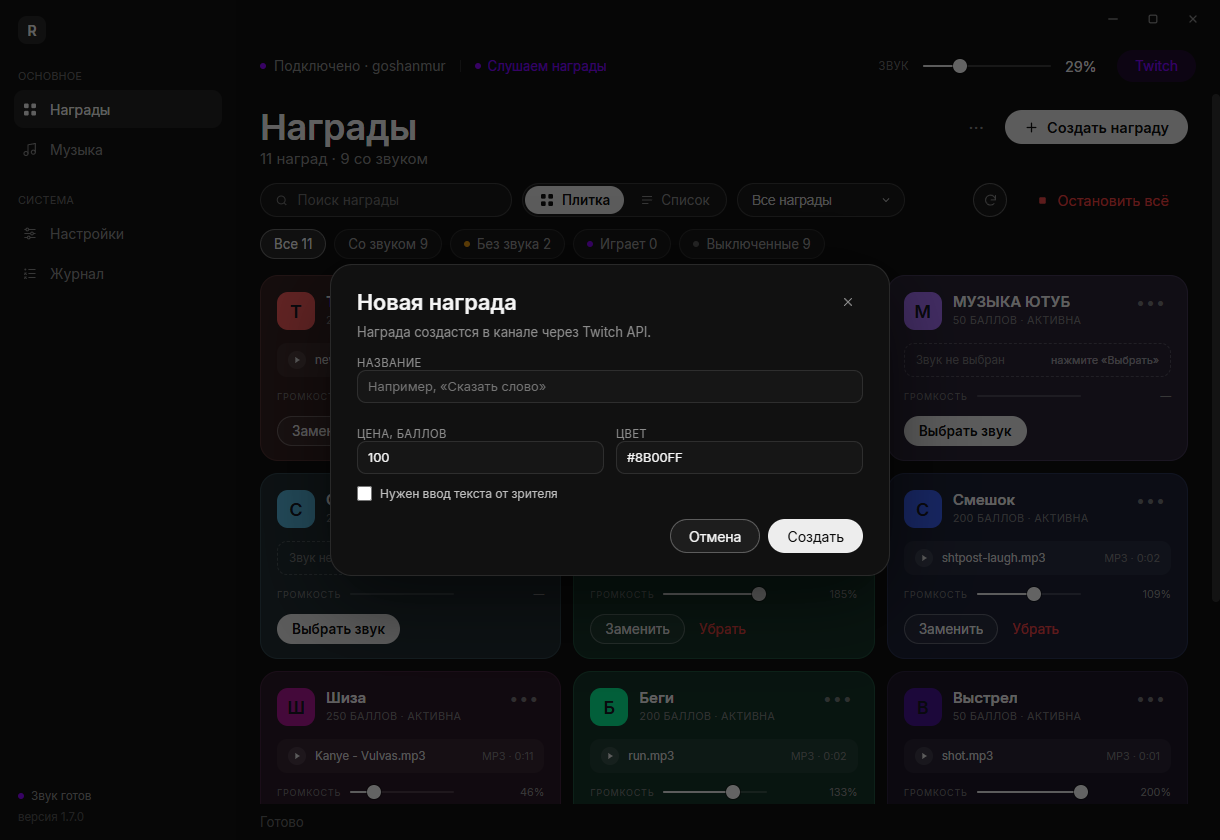 R
ОСНОВНОЕ
Награды
Музыка
СИСТЕМА
Настройки
Журнал
Звук готов
версия 1.7.0
Подключено · goshanmur
Слушаем награды
ЗВУК
29%
Twitch
Награды
11 наград · 9 со звуком
···
+ Создать награду
Поиск награды
Плитка
Список
Все награды
Остановить всё
Все 11
Со звуком 9
Без звука 2
Играет 0
Выключенные 9
Новая награда
Награда создастся в канале через Twitch API.
НАЗВАНИЕ
Например, «Сказать слово»
ЦЕНА, БАЛЛОВ
ЦВЕТ
100
#8B00FF
Нужен ввод текста от зрителя
Отмена
Создать
Т
ГРОМКОСТ
Замен
М
МУЗЫКА ЮТУБ
50 БАЛЛОВ · АКТИВНА
Звук не выбран
нажмите «Выбрать»
ГРОМКОСТЬ
—
Выбрать звук
С
Звук не
ГРОМКОСТЬ
—
Выбрать звук
ГРОМКОСТЬ
185%
Заменить
Убрать
С
Смешок
200 БАЛЛОВ · АКТИВНА
shtpost-laugh.mp3
MP3 · 0:02
ГРОМКОСТЬ
109%
Заменить
Убрать
Ш
Шиза
250 БАЛЛОВ · АКТИВНА
Kanye - Vulvas.mp3
MP3 · 0:11
ГРОМКОСТЬ
46%
Б
Беги
200 БАЛЛОВ · АКТИВНА
run.mp3
MP3 · 0:02
ГРОМКОСТЬ
133%
В
Выстрел
50 БАЛЛОВ · АКТИВНА
shot.mp3
MP3 · 0:01
ГРОМКОСТЬ
200%
Готово